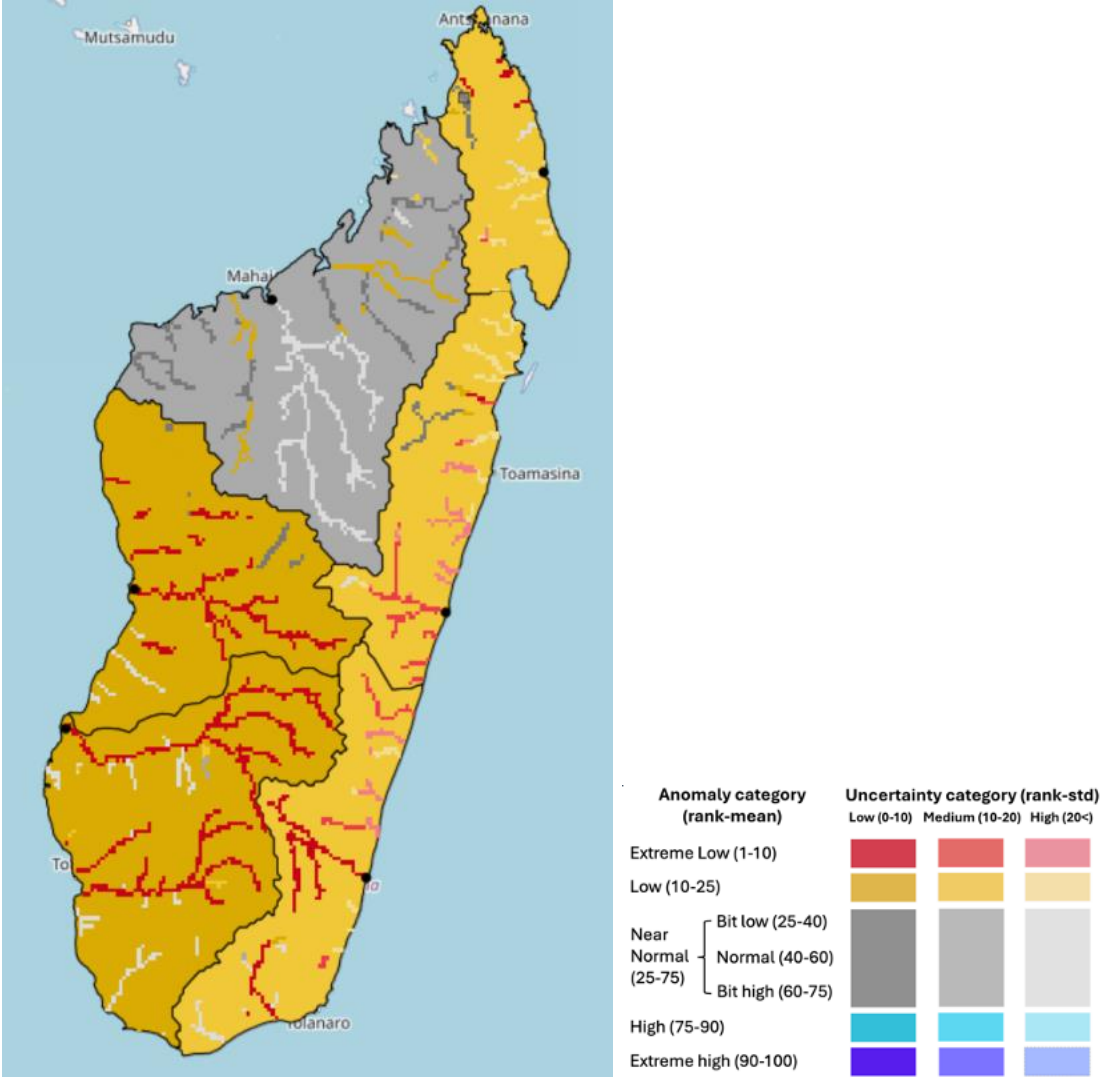 Mutsamudu
Mahaj
Toamasina
To
Anomaly category
(rank-mean)
Uncertainty category (rank-std)
Low (0-10) Medium (10-20) High (20<)
Extreme Low (1-10)
Low (10-25)
Near
Normal
(25-75)
Bit low (25-40)
Normal (40-60)
Bit high (60-75)
High (75-90)
Extreme high (90-100)